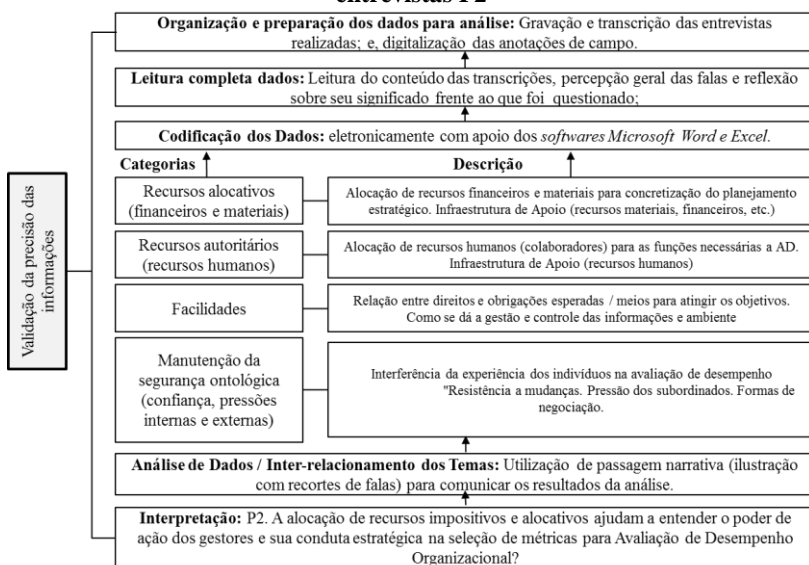 entrevistas P2
Organização e preparação dos dados para análise: Gravação e transcrição das entrevistas
realizadas; e, digitalização das anotações de campo.
Leitura completa dados: Leitura do conteúdo das transcrições, percepção geral das falas e reflexão
sobre seu significado frente ao que foi questionado;
Codificação dos Dados: eletronicamente com apoio dos softwares Microsoft Word e Excel.
Categorias
Descrição
Recursos alocativos
(financeiros e materiais)
Alocação de recursos financeiros e materiais para concretização do planejamento
estratégico. Infraestrutura de Apoio (recursos materiais, financeiros, etc.)
Recursos autoritários
(recursos humanos)
Alocação de recursos humanos (colaboradores) para as funções necessárias a AD.
Infraestrutura de Apoio (recursos humanos)
Facilidades
Relação entre direitos e obrigações esperadas / meios para atingir os objetivos.
Como se dá a gestão e controle das informações e ambiente
Manutenção da
segurança ontológica
(confiança, pressões
internas e externas)
Interferência da experiência dos indivíduos na avaliação de desempenho
"Resistência a mudanças. Pressão dos subordinados. Formas de
negociação.
Análise de Dados / Inter-relacionamento dos Temas: Utilização de passagem narrativa (ilustração
com recortes de falas) para comunicar os resultados da análise.
Interpretação: P2. A alocação de recursos impositivos e alocativos ajudam a entender o poder de
ação dos gestores e sua conduta estratégica na seleção de métricas para Avaliação de Desempenho
Organizacional?
Validação da precisão das
informações